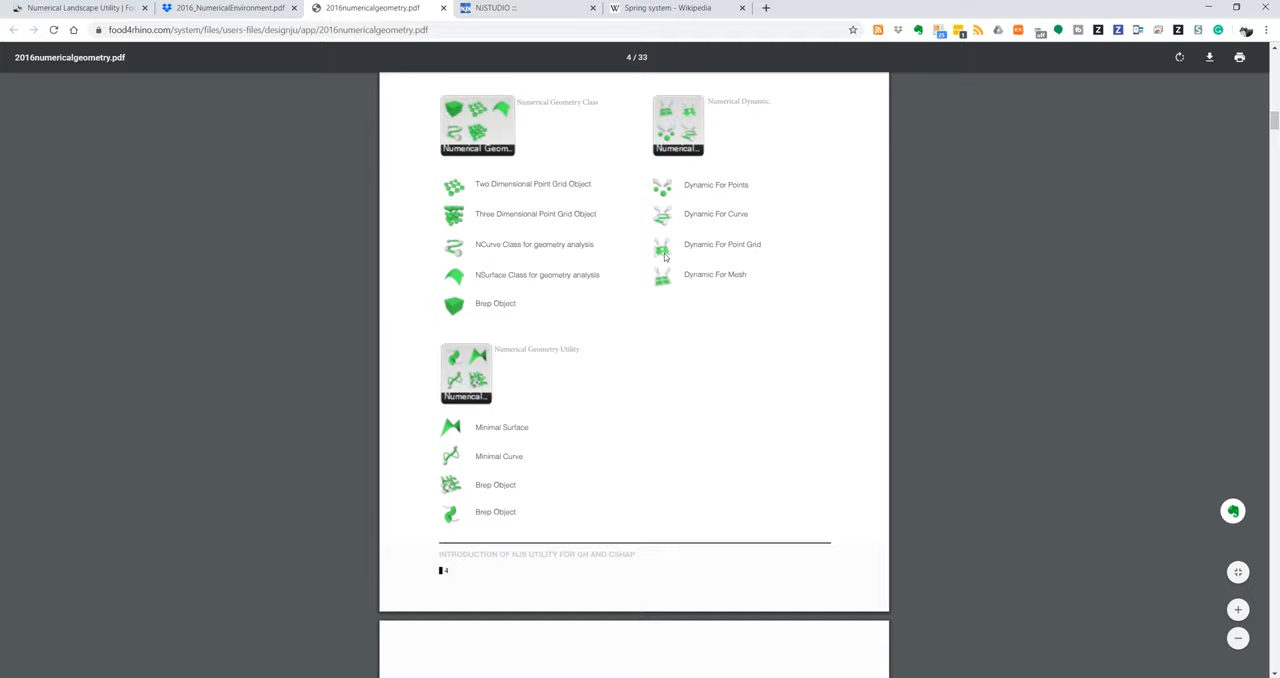 Numerical Landscape Utility | Fo
2016_NumericalEnvironment.pdf
2016numericalgeometry.pdf
NJS
NJSTUDIO ::
W
Spring system - Wikipedia
food4rhino.com/system/files/users-files/designju/app/2016numericalgeometry.pdf
2016numericalgeometry.pdf
4 / 33
Numerical Geometry Class
Numerical Geom..
Two Dimensional Point Grid Object
Three Dimensional Point Grid Object
NCurve Class for geometry analysis
NSurface Class for geometry analysis
Brep Object
Numerical Dynamic.
Numerical...
Dynamic For Points
Dynamic For Curve
Dynamic For Point Grid
Dynamic For Mesh
Numerical Geometry Utility
Numerical...
Minimal Surface
Minimal Curve
Brep Object
Brep Object
INTRODUCTION OF NJS UTILITY FOR GH AND CSHAP
4